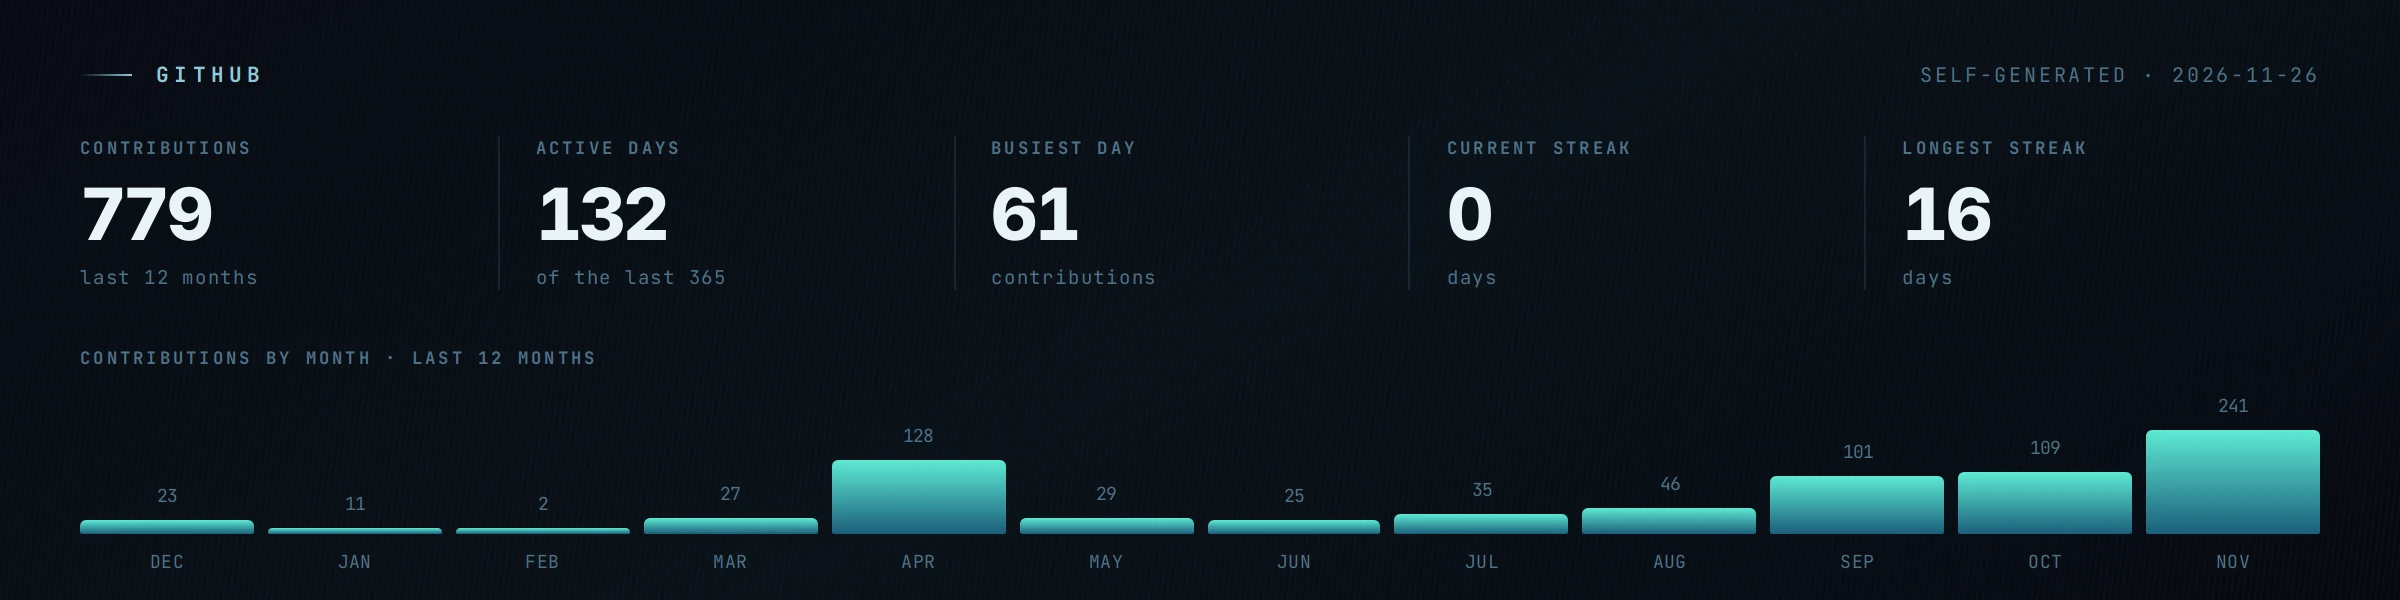 GITHUB
SELF-GENERATED · 2026-11-26
CONTRIBUTIONS
779
last 12 months
ACTIVE DAYS
132
of the last 365
BUSIEST DAY
61
contributions
CURRENT STREAK
0
days
LONGEST STREAK
16
days
CONTRIBUTIONS BY MONTH · LAST 12 MONTHS
23 11 2 27 128 29 25 35 46 101 109 241
DEC JAN FEB MAR APR MAY JUN JUL AUG SEP OCT NOV